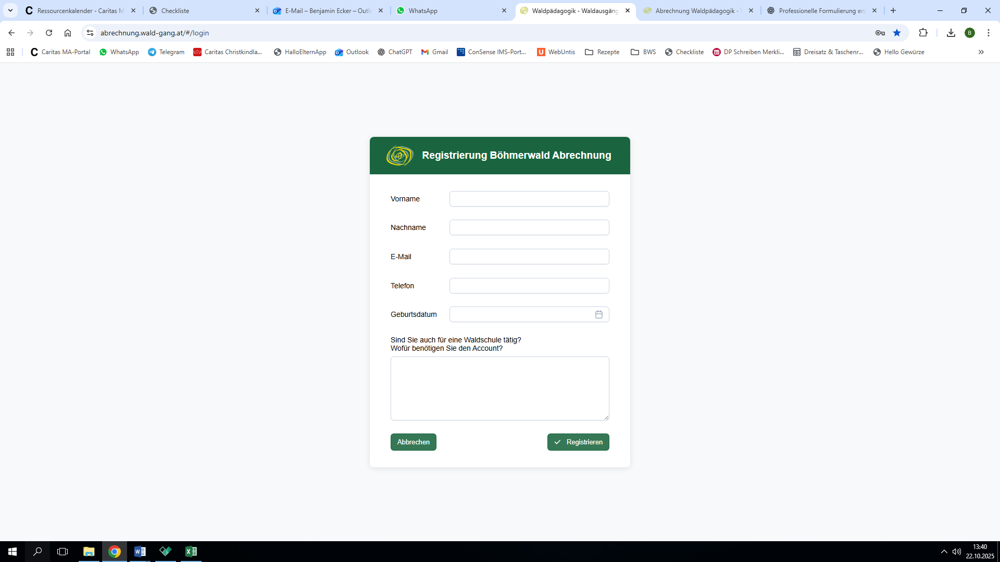 Ressourcenkalender - Caritas M
Checkliste
E-Mail – Benjamin Ecker – Outlo
WhatsApp
Waldpädagogik - Waldausgäng
Abrechnung Waldpädagogik -
Professionelle Formulierung ers
abrechnung.wald-gang.at/#/login
B
Caritas MA-Portal
WhatsApp
Telegram
Caritas Christkindla...
HalloElternApp
Outlook
ChatGPT
Gmail
ConSense IMS-Port...
WebUntis
Rezepte
BWS
Checkliste
DP Schreiben Merkli...
Dreisatz & Taschenr...
Hello Gewürze
Registrierung Böhmerwald Abrechnung
Vorname
Nachname
E-Mail
Telefon
Geburtsdatum
Sind Sie auch für eine Waldschule tätig?
Wofür benötigen Sie den Account?
Abbrechen
Registrieren
13:40
22.10.2025